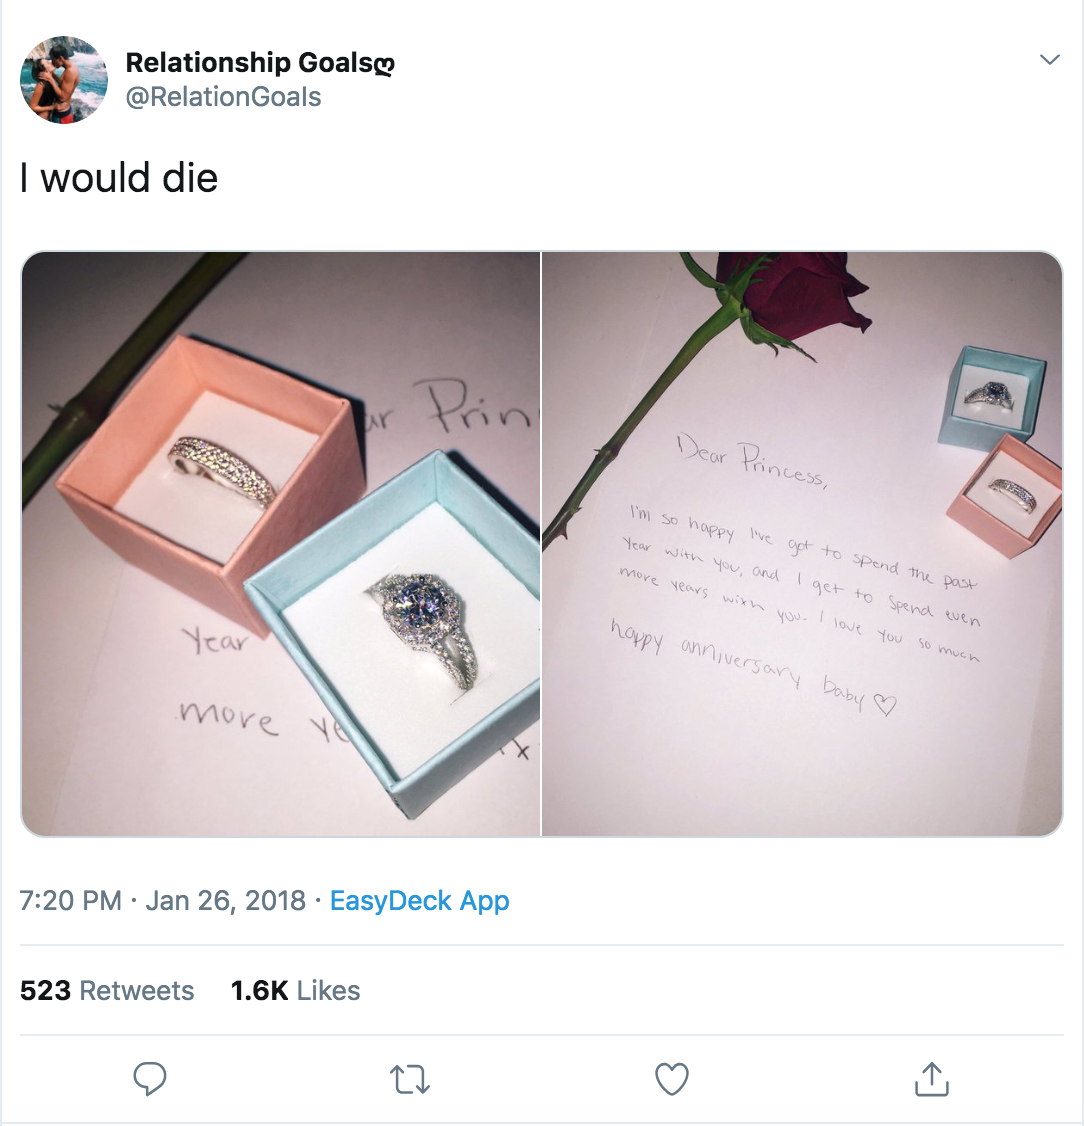 Relationship Goalsღ
@RelationGoals
I would die
ar Prin
year
more ye
x
Dear Princess,
I'm so happy I've got to spend the past
year with you, and I get to spend even
more years with you. I love you so much
happy anniversary baby ♡
7:20 PM · Jan 26, 2018 · EasyDeck App
523 Retweets 1.6K Likes